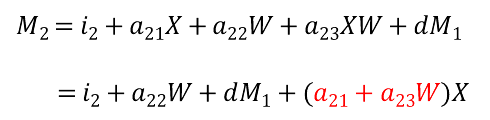 M₂ = i₂ + a₂₁X + a₂₂W + a₂₃XW + dM₁
= i₂ + a₂₂W + dM₁ + (a₂₁ + a₂₃W)X